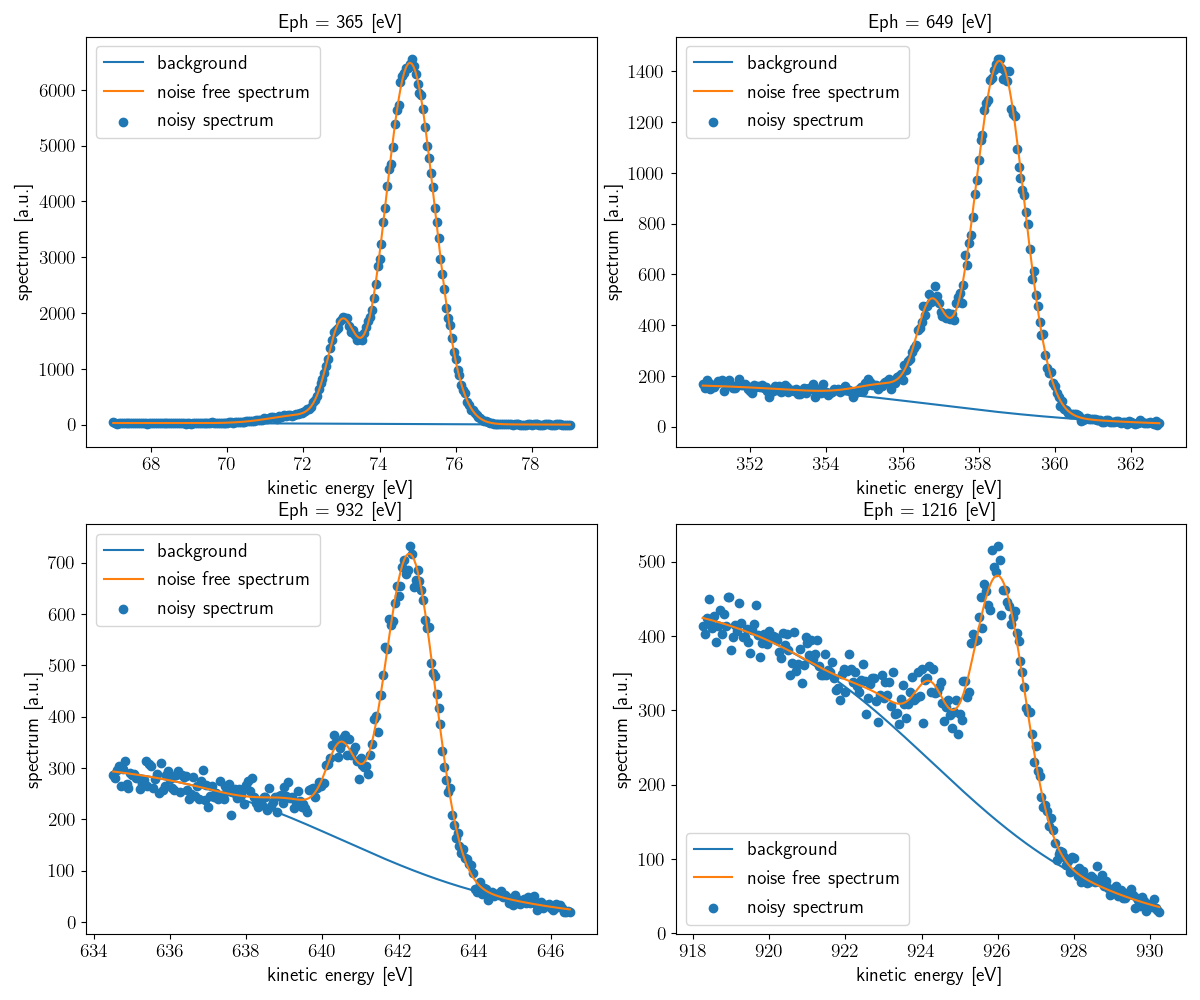 Eph = 365 [eV]
background
noise free spectrum
noisy spectrum
spectrum [a.u.]
6000
5000
4000
3000
2000
1000
0
68 70 72 74 76 78
kinetic energy [eV]
Eph = 649 [eV]
background
noise free spectrum
noisy spectrum
spectrum [a.u.]
1400
1200
1000
800
600
400
200
0
352 354 356 358 360 362
kinetic energy [eV]
Eph = 932 [eV]
background
noise free spectrum
noisy spectrum
spectrum [a.u.]
700
600
500
400
300
200
100
0
634 636 638 640 642 644 646
kinetic energy [eV]
Eph = 1216 [eV]
spectrum [a.u.]
500
400
300
200
100
0
background
noise free spectrum
noisy spectrum
918 920 922 924 926 928 930
kinetic energy [eV]